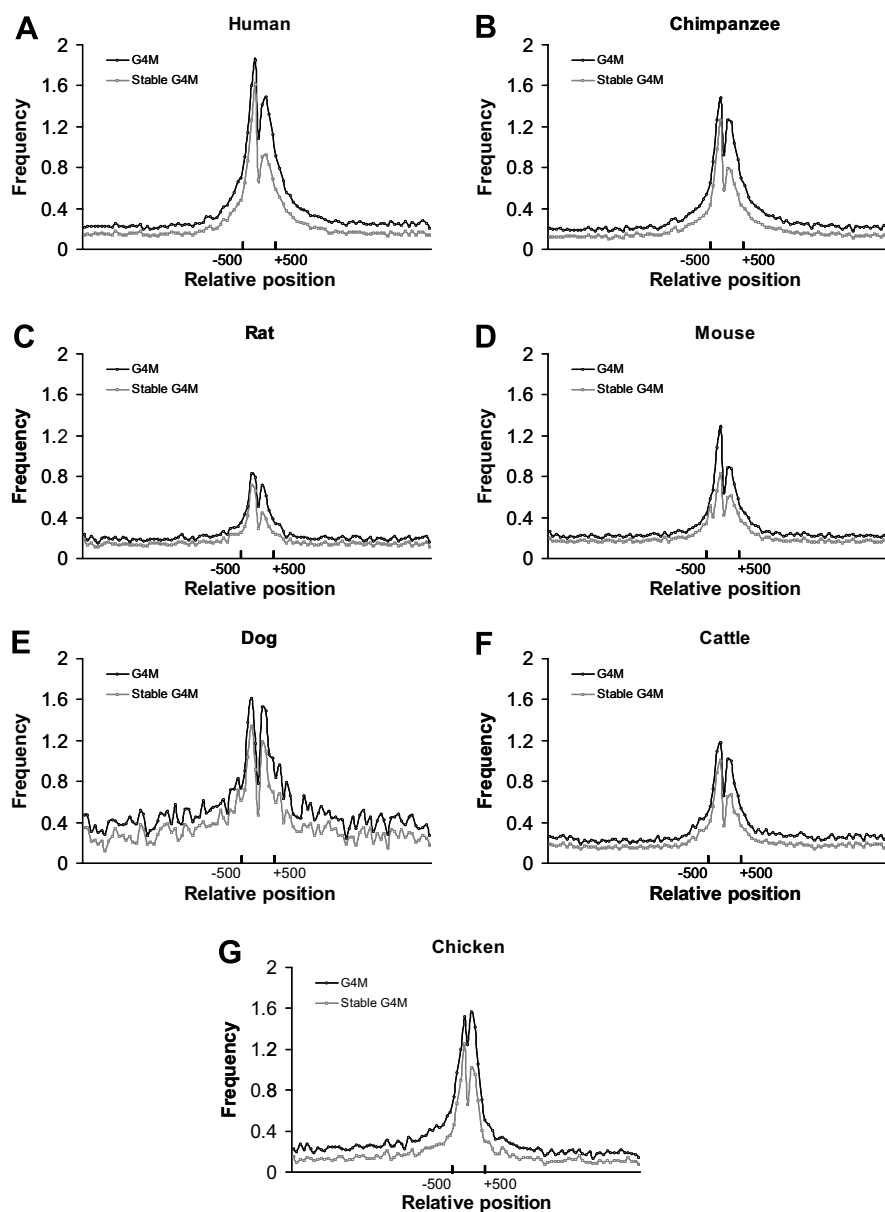 A
Human
2
1.6
1.2
0.8
0.4
0
Frequency
G4M
Stable G4M
-500 +500
Relative position
B
Chimpanzee
2
1.6
1.2
0.8
0.4
0
Frequency
G4M
Stable G4M
-500 +500
Relative position
C
Rat
2
1.6
1.2
0.8
0.4
0
Frequency
G4M
Stable G4M
-500 +500
Relative position
D
Mouse
2
1.6
1.2
0.8
0.4
0
Frequency
G4M
Stable G4M
-500 +500
Relative position
E
Dog
2
1.6
1.2
0.8
0.4
0
Frequency
G4M
Stable G4M
-500 +500
Relative position
F
Cattle
2
1.6
1.2
0.8
0.4
0
Frequency
G4M
Stable G4M
-500 +500
Relative position
G
Chicken
2
1.6
1.2
0.8
0.4
0
Frequency
G4M
Stable G4M
-500 +500
Relative position